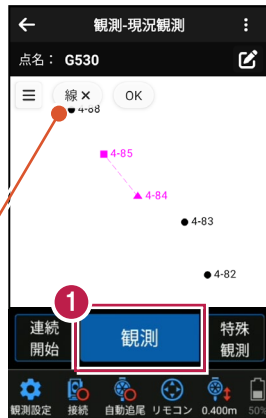 観測-現況観測
点名： G530
線×
OK
4-88
4-85
4-84
4-83
4-82
1
連続
開始
観測
特殊
観測
観測設定 接続 自動追尾 リモコン 0.400m 50%